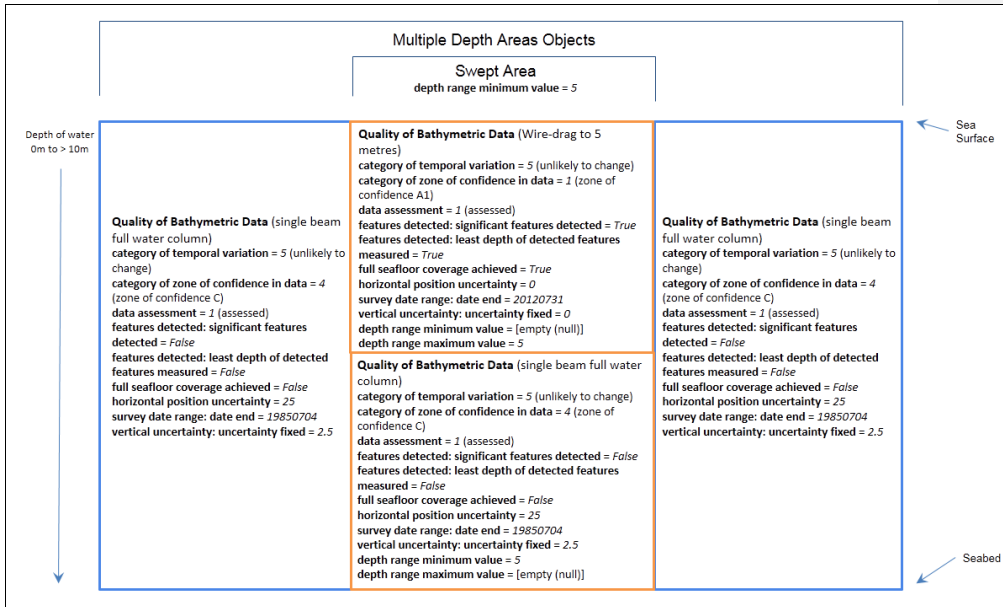 Multiple Depth Areas Objects
Swept Area
depth range minimum value = 5
Depth of water
0m to > 10m
Sea
Surface
Quality of Bathymetric Data (single beam
full water column)
category of temporal variation = 5 (unlikely to
change)
category of zone of confidence in data = 4
(zone of confidence C)
data assessment = 1 (assessed)
features detected: significant features
detected = False
features detected: least depth of detected
features measured = False
full seafloor coverage achieved = False
horizontal position uncertainty = 25
survey date range: date end = 19850704
vertical uncertainty: uncertainty fixed = 2.5
Quality of Bathymetric Data (Wire-drag to 5
metres)
category of temporal variation = 5 (unlikely to change)
category of zone of confidence in data = 1 (zone of
confidence A1)
data assessment = 1 (assessed)
features detected: significant features detected = True
features detected: least depth of detected features
measured = True
full seafloor coverage achieved = True
horizontal position uncertainty = 0
survey date range: date end = 20120731
vertical uncertainty: uncertainty fixed = 0
depth range minimum value = [empty (null)]
depth range maximum value = 5
Quality of Bathymetric Data (single beam full water
column)
category of temporal variation = 5 (unlikely to change)
category of zone of confidence in data = 4 (zone of
confidence C)
data assessment = 1 (assessed)
features detected: significant features detected = False
features detected: least depth of detected features
measured = False
full seafloor coverage achieved = False
horizontal position uncertainty = 25
survey date range: date end = 19850704
vertical uncertainty: uncertainty fixed = 2.5
depth range minimum value = 5
depth range maximum value = [empty (null)]
Quality of Bathymetric Data (single beam
full water column)
category of temporal variation = 5 (unlikely to
change)
category of zone of confidence in data = 4
(zone of confidence C)
data assessment = 1 (assessed)
features detected: significant features
detected = False
features detected: least depth of detected
features measured = False
full seafloor coverage achieved = False
horizontal position uncertainty = 25
survey date range: date end = 19850704
vertical uncertainty: uncertainty fixed = 2.5
Seabed